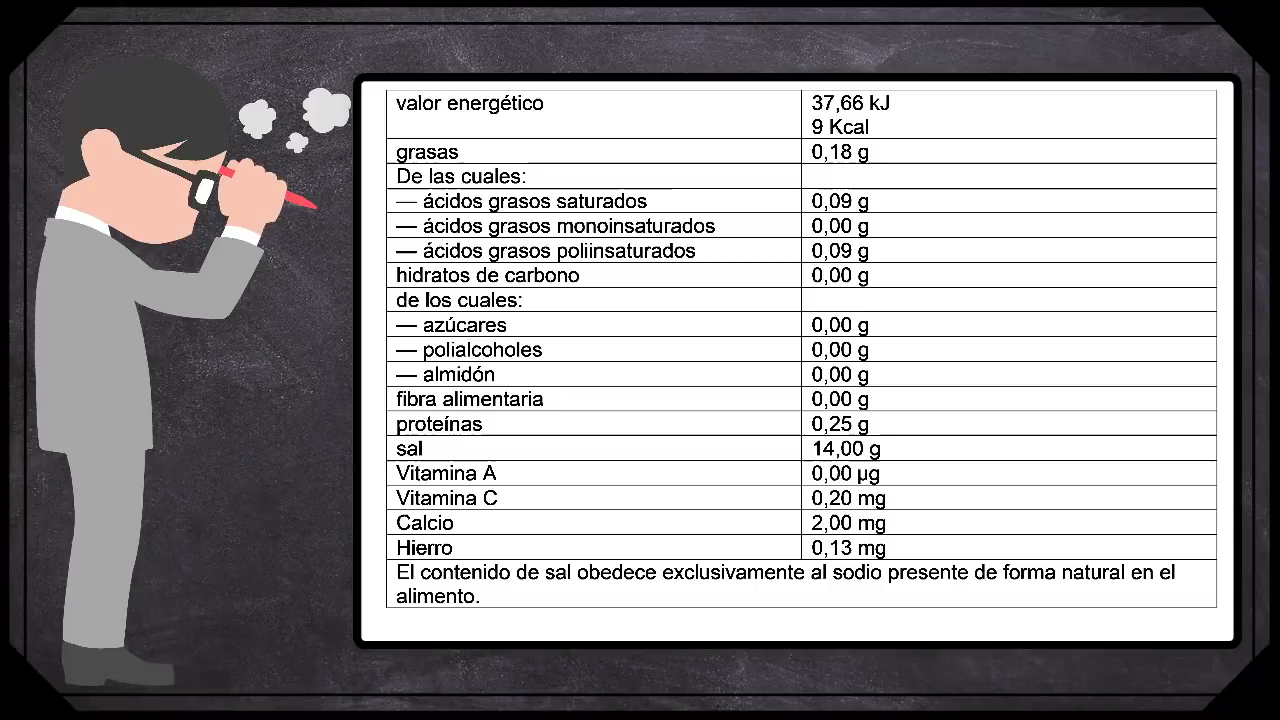 valor energético 37,66 kJ
9 Kcal
grasas 0,18 g
De las cuales:
— ácidos grasos saturados 0,09 g
— ácidos grasos monoinsaturados 0,00 g
— ácidos grasos poliinsaturados 0,09 g
hidratos de carbono 0,00 g
de los cuales:
— azúcares 0,00 g
— polialcoholes 0,00 g
— almidón 0,00 g
fibra alimentaria 0,00 g
proteínas 0,25 g
sal 14,00 g
Vitamina A 0,00 µg
Vitamina C 0,20 mg
Calcio 2,00 mg
Hierro 0,13 mg
El contenido de sal obedece exclusivamente al sodio presente de forma natural en el
alimento.